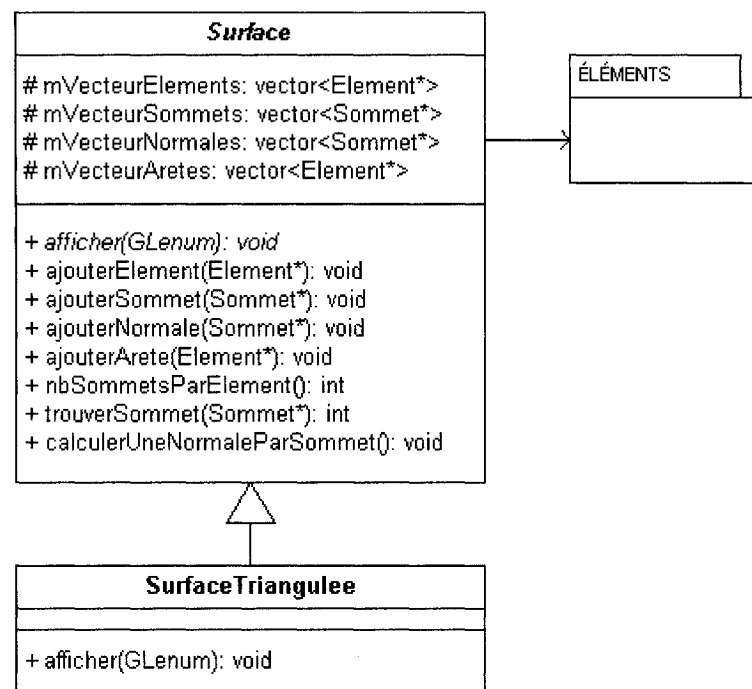 Surface
# mVecteurElements: vector<Element*>
# mVecteurSommets: vector<Sommet*>
# mVecteurNormales: vector<Sommet*>
# mVecteurAretes: vector<Element*>
+ afficher(GLenum): void
+ ajouterElement(Element*): void
+ ajouterSommet(Sommet*): void
+ ajouterNormale(Sommet*): void
+ ajouterArete(Element*): void
+ nbSommetsParElement(): int
+ trouverSommet(Sommet*): int
+ calculerUneNormaleParSommet(): void
ÉLÉMENTS
SurfaceTriangulee
+ afficher(GLenum): void